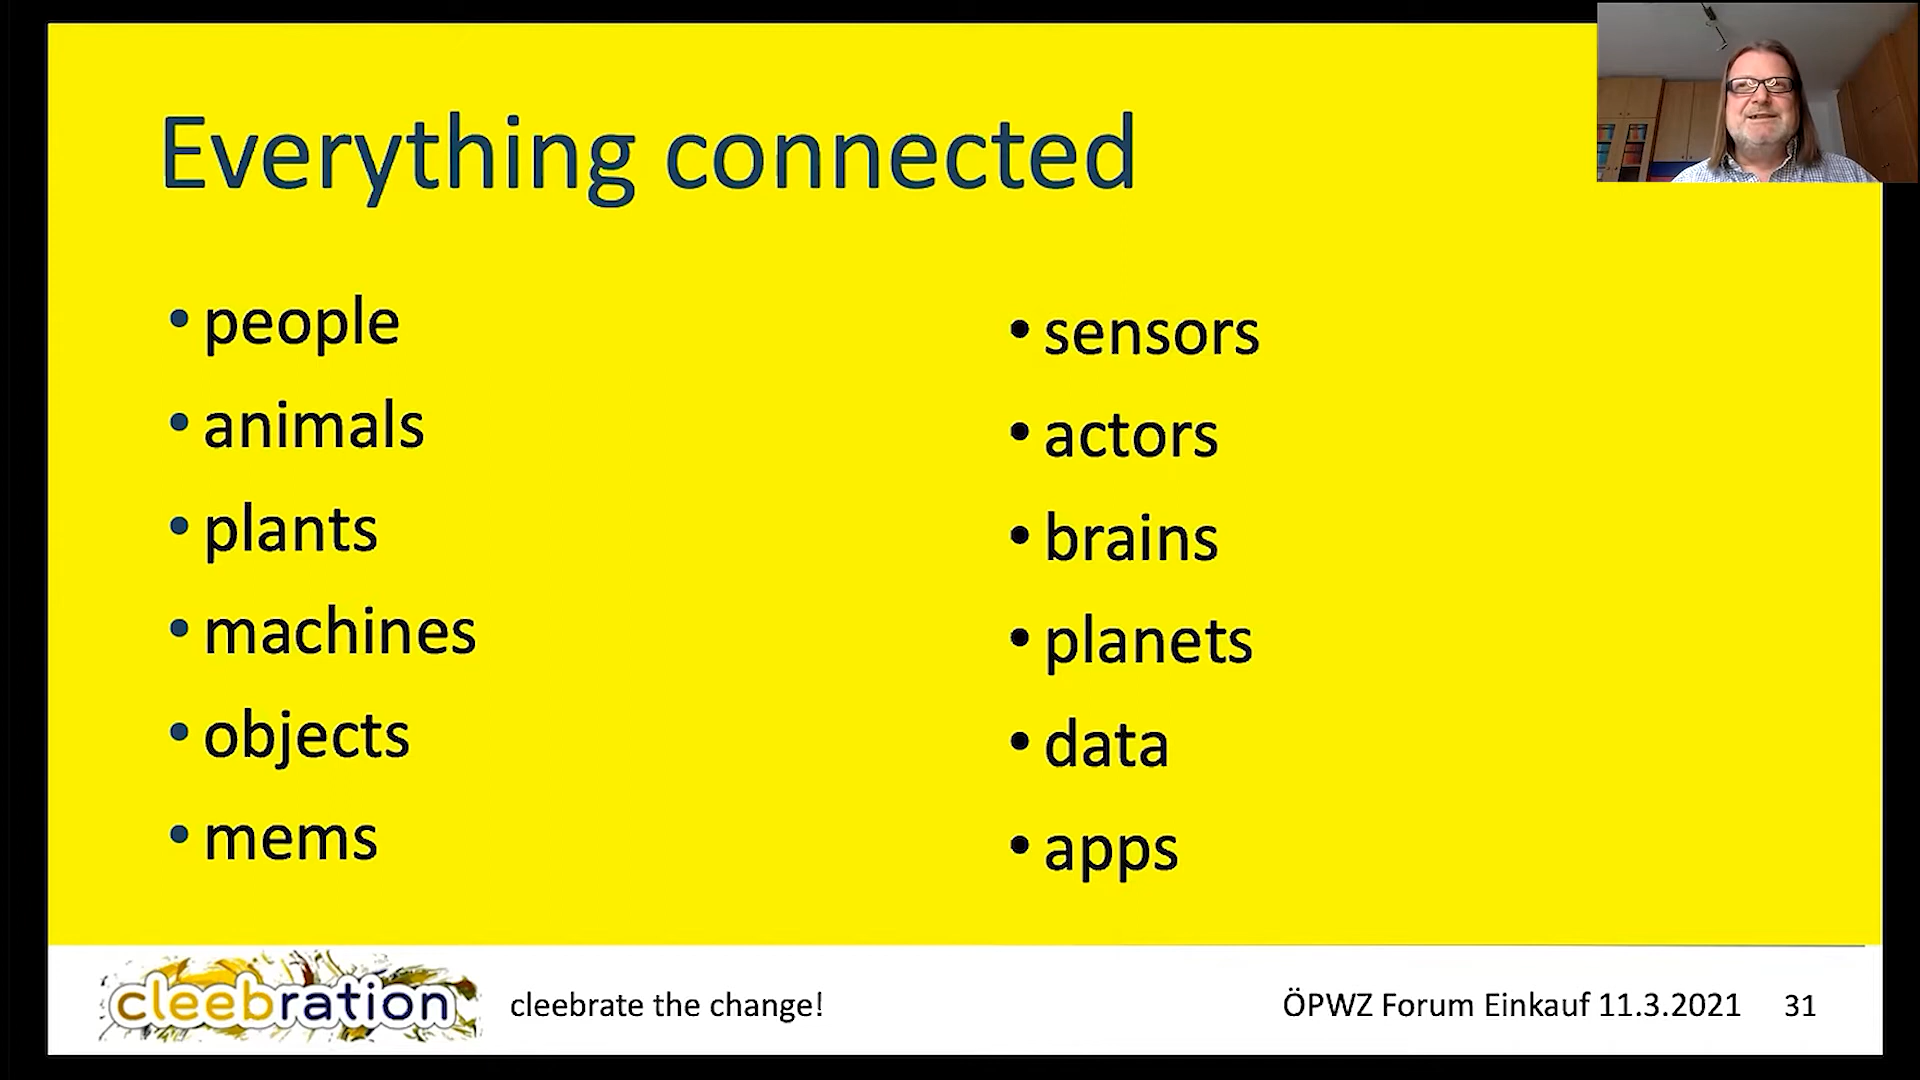 Everything connected
• people
• animals
• plants
• machines
• objects
• mems
• sensors
• actors
• brains
• planets
• data
• apps
cleebration
cleebrate the change!
ÖPWZ Forum Einkauf 11.3.2021
31